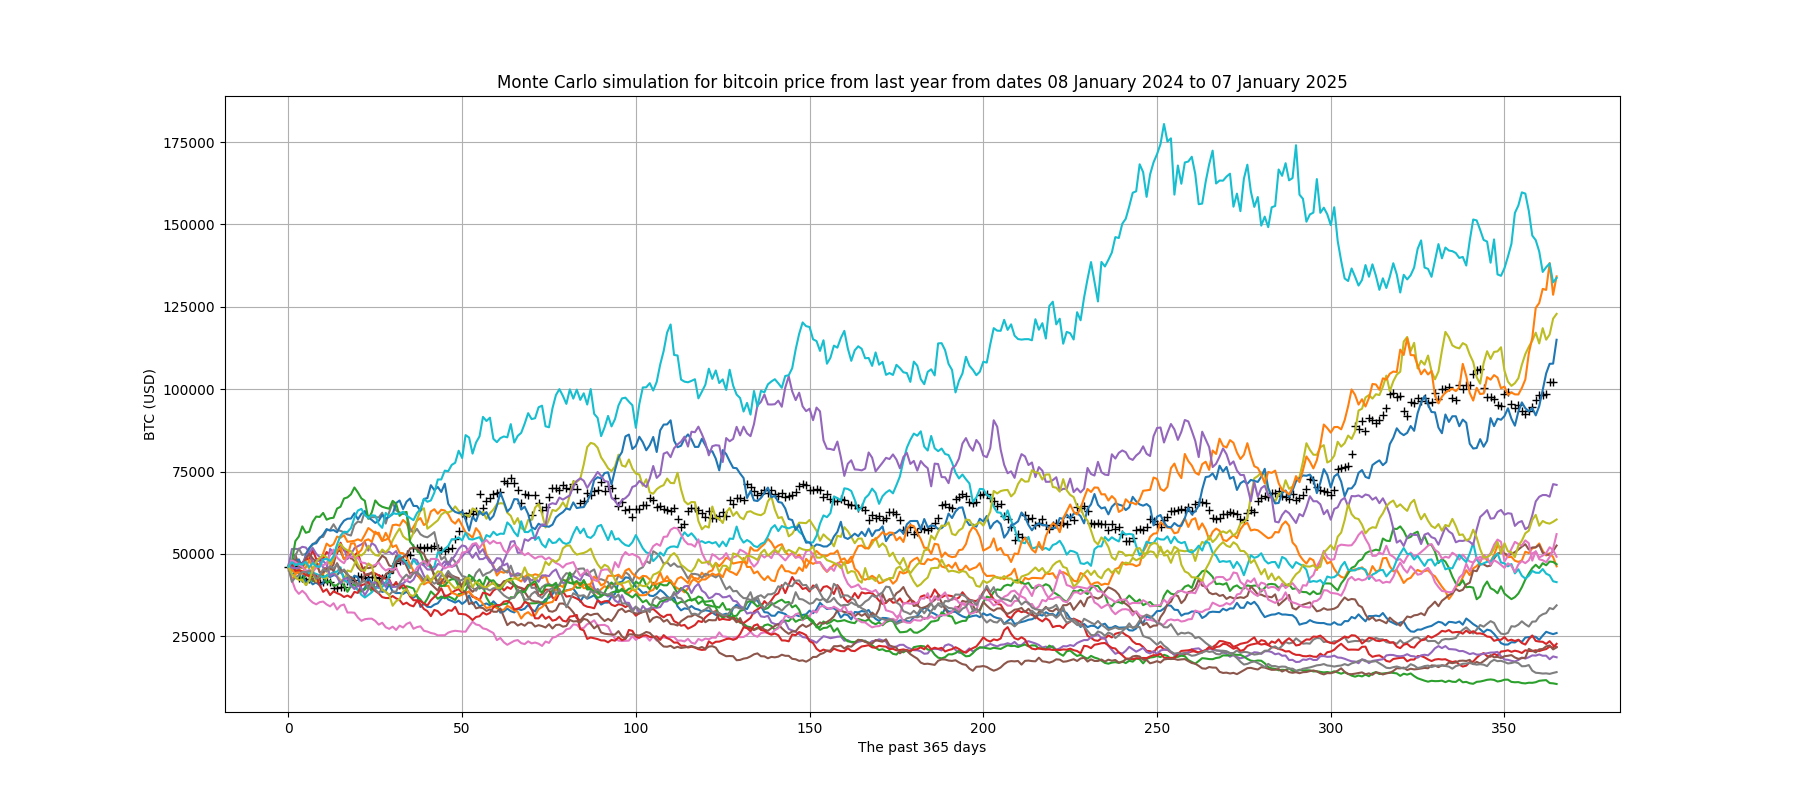 Monte Carlo simulation for bitcoin price from last year from dates 08 January 2024 to 07 January 2025
175000
150000
125000
100000
75000
50000
25000
BTC (USD)
0 50 100 150 200 250 300 350
The past 365 days